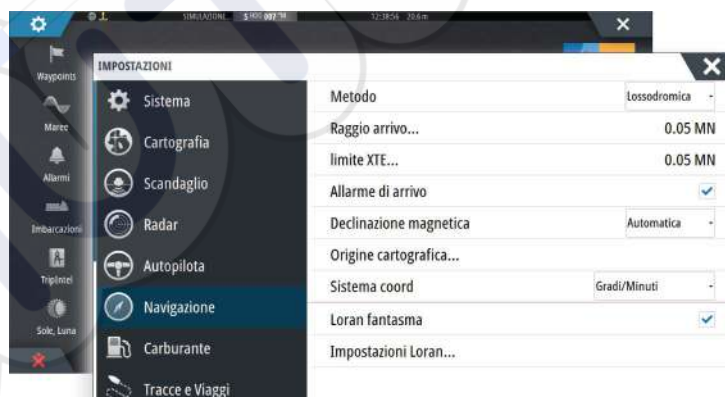 SIMULAZIONE 12:38:56 20.6 m
Waypoints
Maree
Allarmi
Imbarcazioni
TripIntel
Sole, Luna
IMPOSTAZIONI
Sistema
Cartografia
Scandaglio
Radar
Autopilota
Navigazione
Carburante
Tracce e Viaggi
Metodo Lossodromica
Raggio arrivo... 0.05 MN
limite XTE... 0.05 MN
Allarme di arrivo
Declinazione magnetica Automatica
Origine cartografica...
Sistema coord Gradi/Minuti
Loran fantasma
Impostazioni Loran...